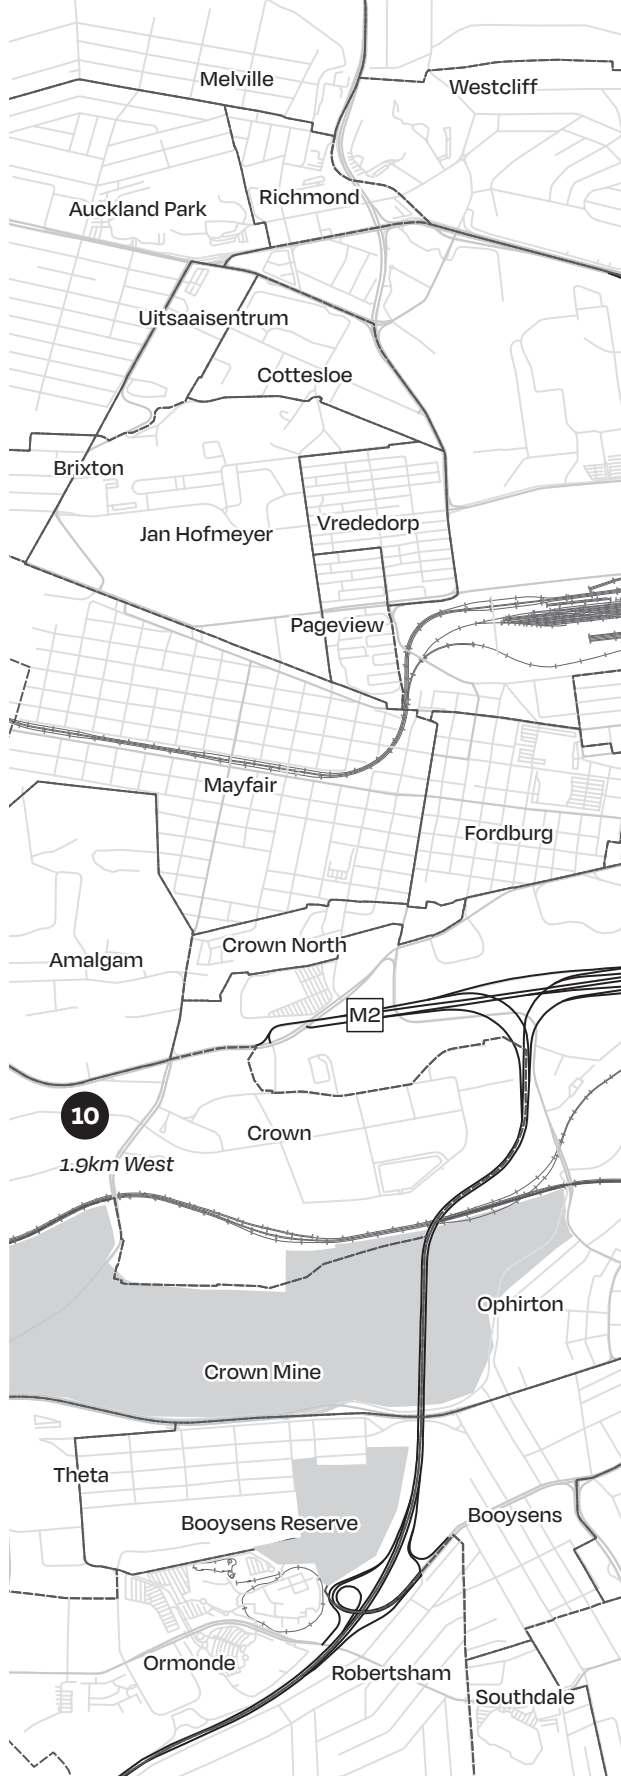 Melville
Westcliff
Richmond
Auckland Park
Uitsaaisentrum
Cottesloe
Brixton
Vrededorp
Jan Hofmeyer
Pageview
Mayfair
Fordburg
Crown North
Amalgam
M2
10
Crown
1.9km West
Ophirton
Crown Mine
Theta
Booysens
Booysens Reserve
Ormonde
Robertsham
Southdale